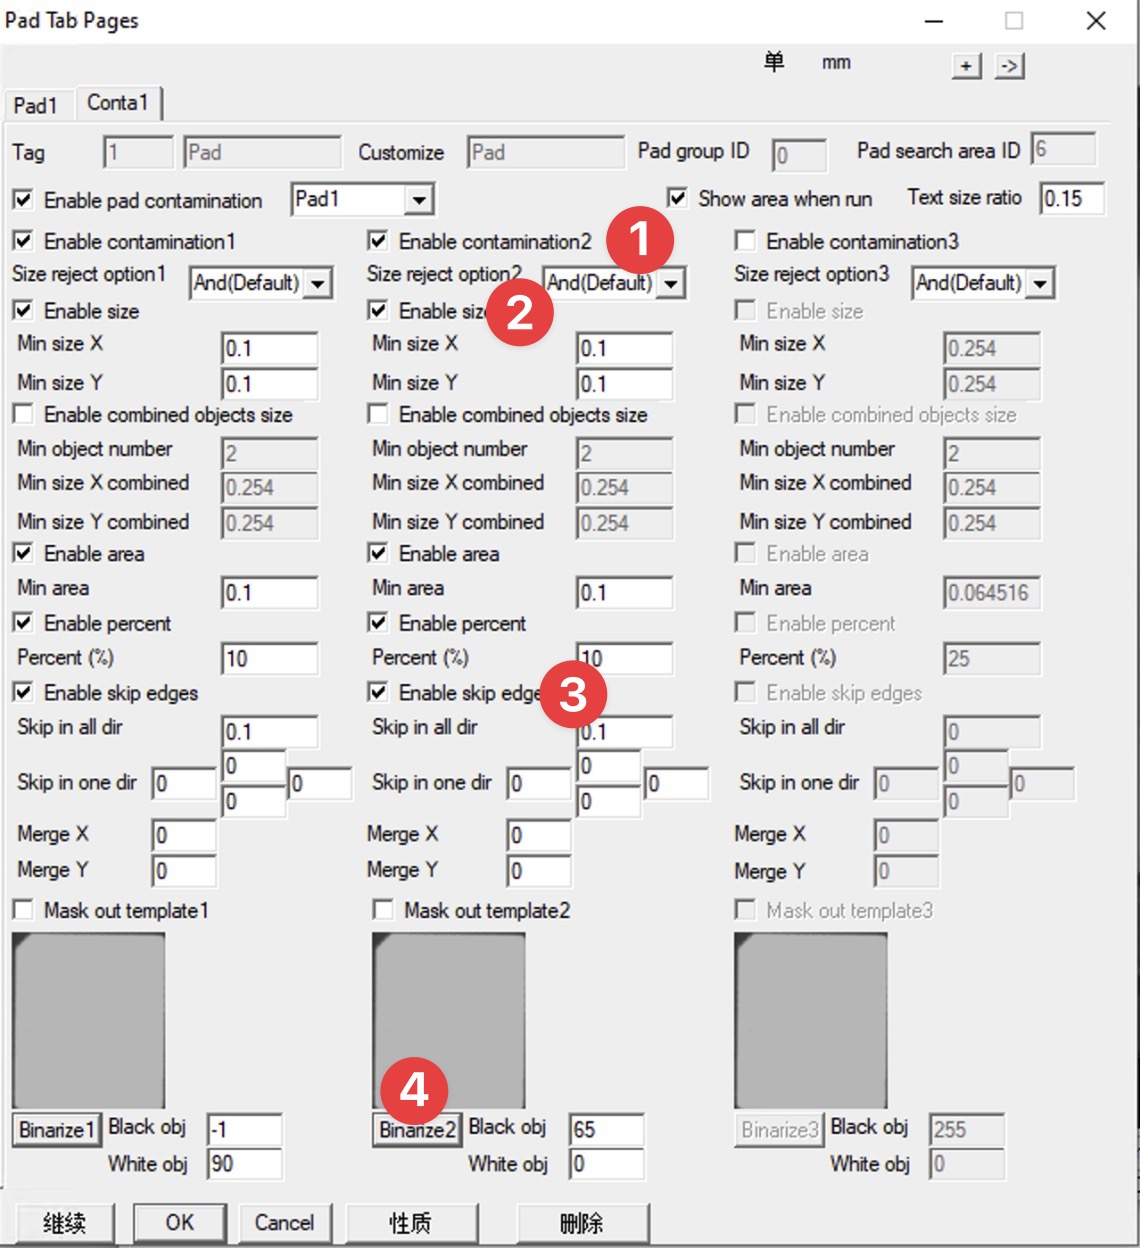 Pad Tab Pages
单 mm + ->
Pad1 Conta1
Tag 1 Pad Customize Pad Pad group ID 0 Pad search area ID 6
Enable pad contamination Pad1 Show area when run Text size ratio 0.15
Enable contamination1 Enable contamination2 1 Enable contamination3
Size reject option1 And(Default) Size reject option2 And(Default) Size reject option3 And(Default)
Enable size Enable size 2 Enable size
Min size X 0.1 Min size X 0.1 Min size X 0.254
Min size Y 0.1 Min size Y 0.1 Min size Y 0.254
Enable combined objects size Enable combined objects size Enable combined objects size
Min object number 2 Min object number 2 Min object number 2
Min size X combined 0.254 Min size X combined 0.254 Min size X combined 0.254
Min size Y combined 0.254 Min size Y combined 0.254 Min size Y combined 0.254
Enable area Enable area Enable area
Min area 0.1 Min area 0.1 Min area 0.064516
Enable percent Enable percent Enable percent
Percent (%) 10 Percent (%) 10 Percent (%) 25
Enable skip edges Enable skip edge 3 Enable skip edges
Skip in all dir 0.1 Skip in all dir 0.1 Skip in all dir 0
0 0 0
Skip in one dir 0 0 Skip in one dir 0 0 Skip in one dir 0 0
0 0 0
Merge X 0 Merge X 0 Merge X 0
Merge Y 0 Merge Y 0 Merge Y 0
Mask out template1 Mask out template2 Mask out template3
4
Binarize1 Black obj -1 Binarize2 Black obj 65 Binarize3 Black obj 255
White obj 90 White obj 0 White obj 0
继续 OK Cancel 性质 删除